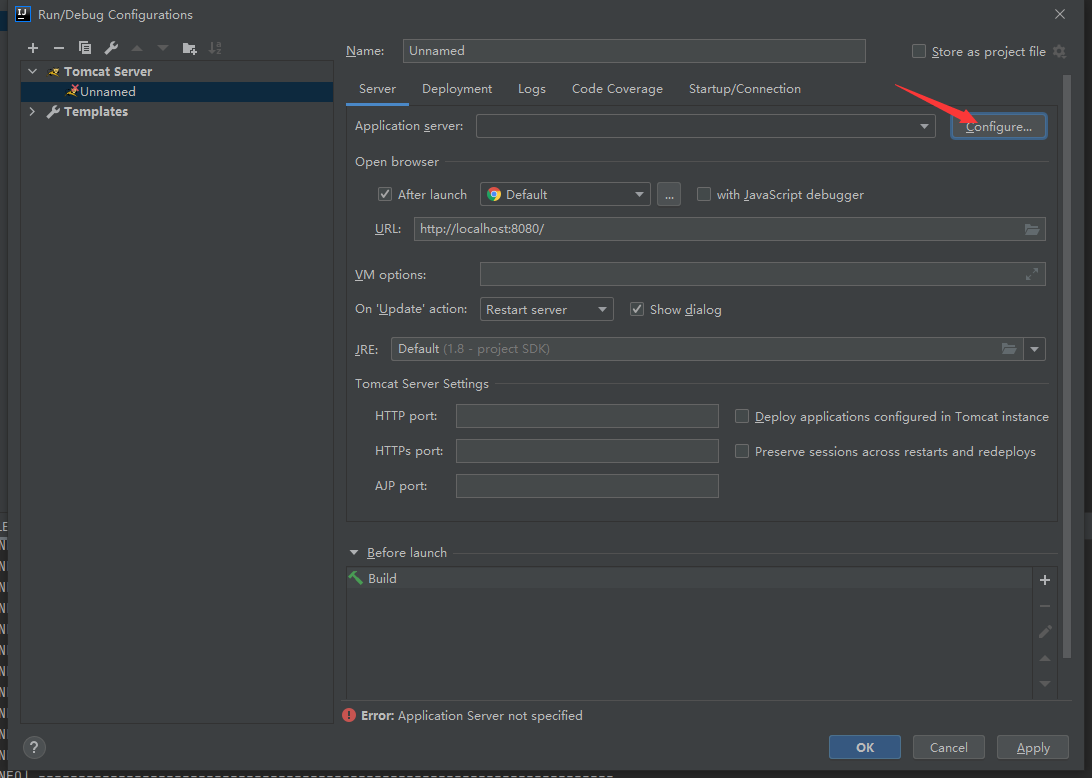 Run/Debug Configurations
Name: Unnamed Store as project file
Tomcat Server
Unnamed
Templates
Server Deployment Logs Code Coverage Startup/Connection
Application server: Configure...
Open browser
After launch Default ... with JavaScript debugger
URL: http://localhost:8080/
VM options:
On 'Update' action: Restart server Show dialog
JRE: Default (1.8 - project SDK)
Tomcat Server Settings
HTTP port: Deploy applications configured in Tomcat instance
HTTPs port: Preserve sessions across restarts and redeploys
AJP port:
Before launch
Build
Error: Application Server not specified
? OK Cancel Apply